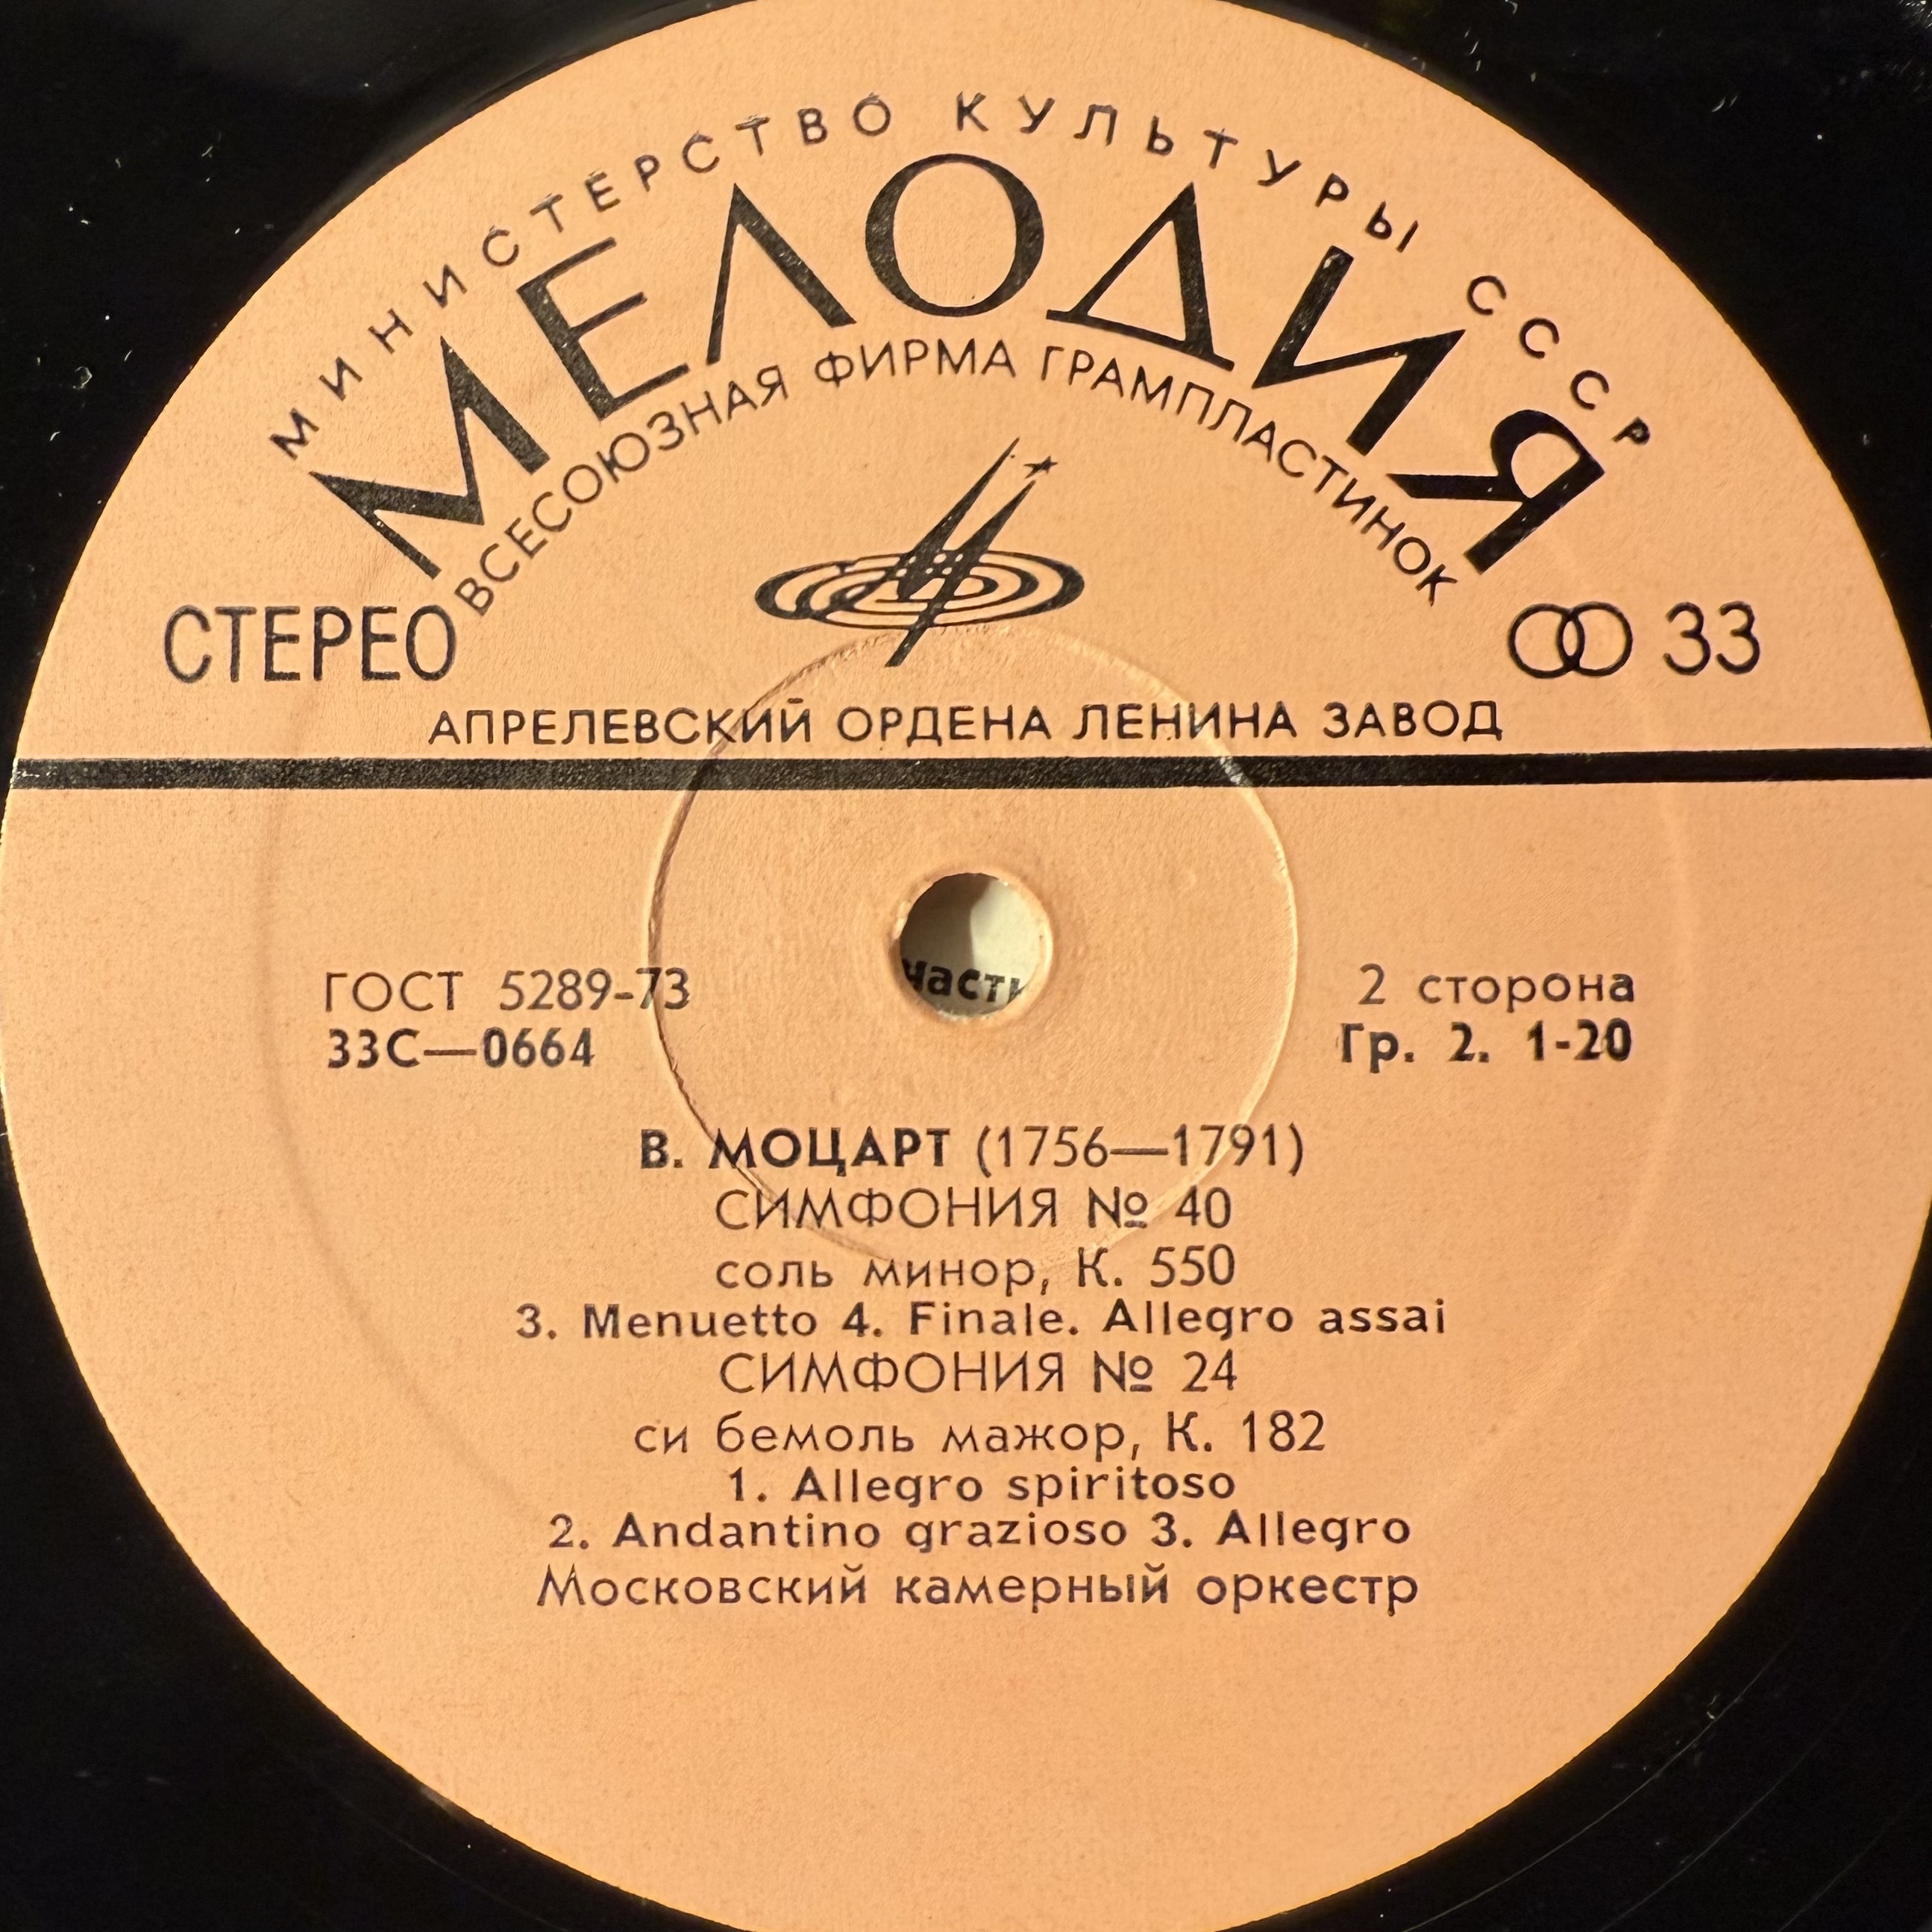 МИНИСТЕРСТВО КУЛЬТУРЫ СССР
МЕЛОДИЯ
ВСЕСОЮЗНАЯ ФИРМА ГРАМПЛАСТИНОК
СТЕРЕО
33
АПРЕЛЕВСКИЙ ОРДЕНА ЛЕНИНА ЗАВОД
част
ГОСТ 5289-73
2 сторона
33С—0664
Гр. 2. 1-20
В. МОЦАРТ (1756—1791)
СИМФОНИЯ № 40
соль минор, К. 550
3. Menuetto 4. Finale. Allegro assai
СИМФОНИЯ № 24
си бемоль мажор, К. 182
1. Allegro spiritoso
2. Andantino grazioso 3. Allegro
Московский камерный оркестр